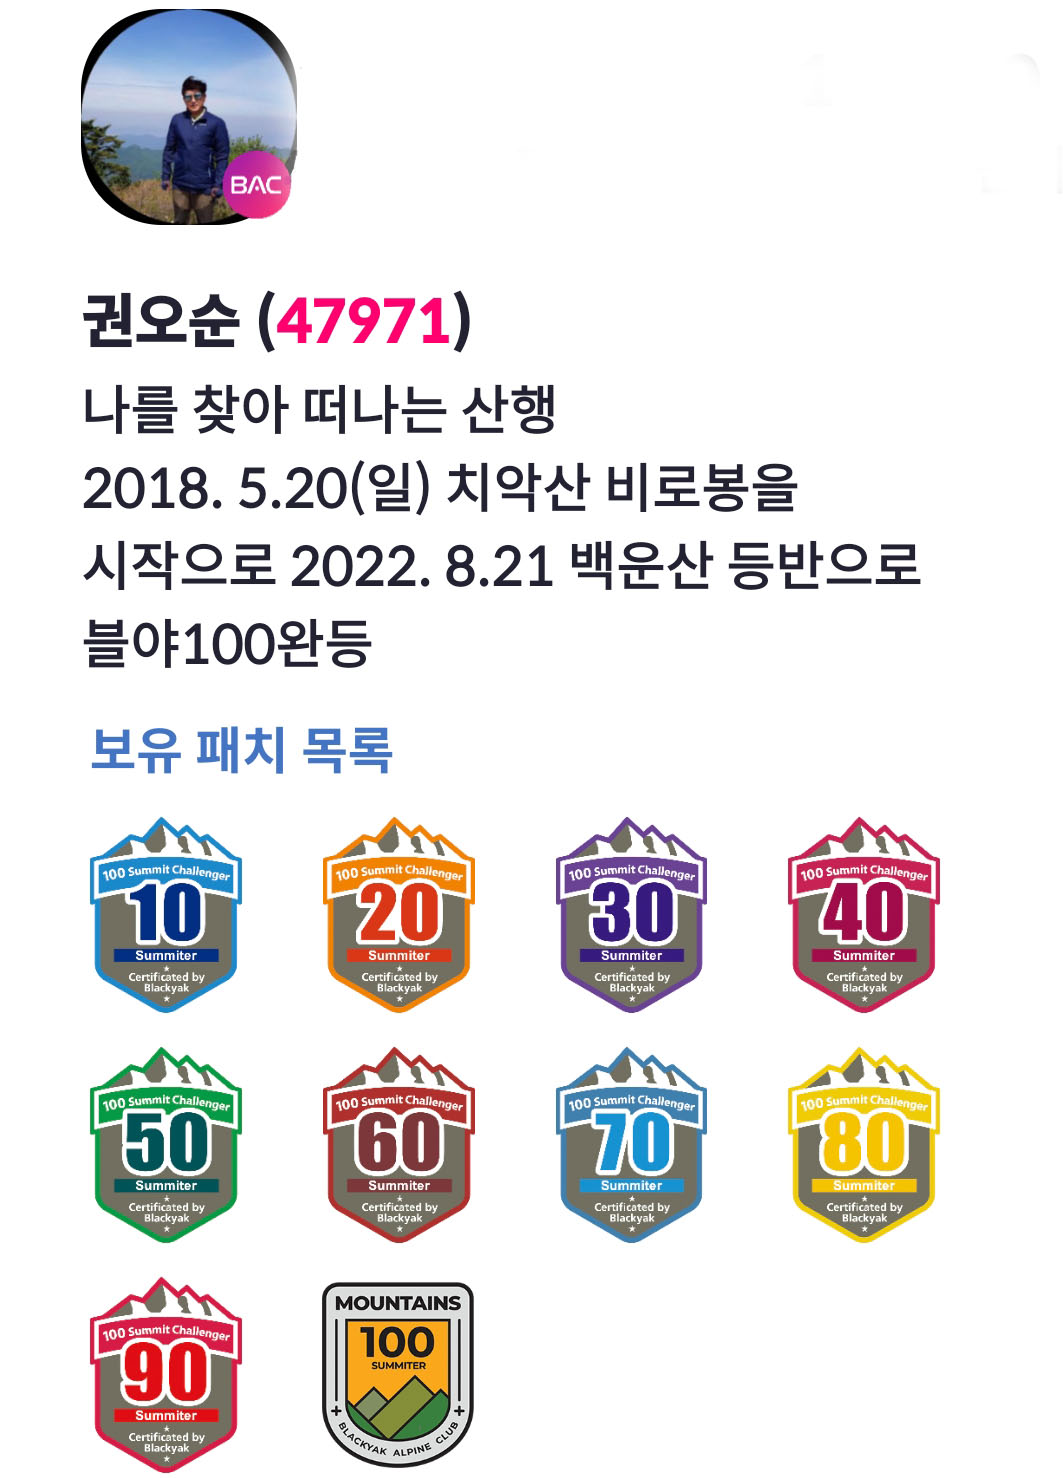 BAC
권오순 (47971)
나를 찾아 떠나는 산행
2018. 5.20(일) 치악산 비로봉을
시작으로 2022. 8.21 백운산 등반으로
블야100완등
보유 패치 목록
100 Summit Challenger
10
Summiter
Certificated by
Blackyak
100 Summit Challenger
20
Summiter
Certificated by
Blackyak
100 Summit Challenger
30
Summiter
Certificated by
Blackyak
100 Summit Challenger
40
Summiter
Certificated by
Blackyak
100 Summit Challenger
50
Summiter
Certificated by
Blackyak
100 Summit Challenger
60
Summiter
Certificated by
Blackyak
100 Summit Challenger
70
Summiter
Certificated by
Blackyak
100 Summit Challenger
80
Summiter
Certificated by
Blackyak
100 Summit Challenger
90
Summiter
Certificated by
Blackyak
MOUNTAINS
100
SUMMITER
BLACKYAK ALPINE CLUB